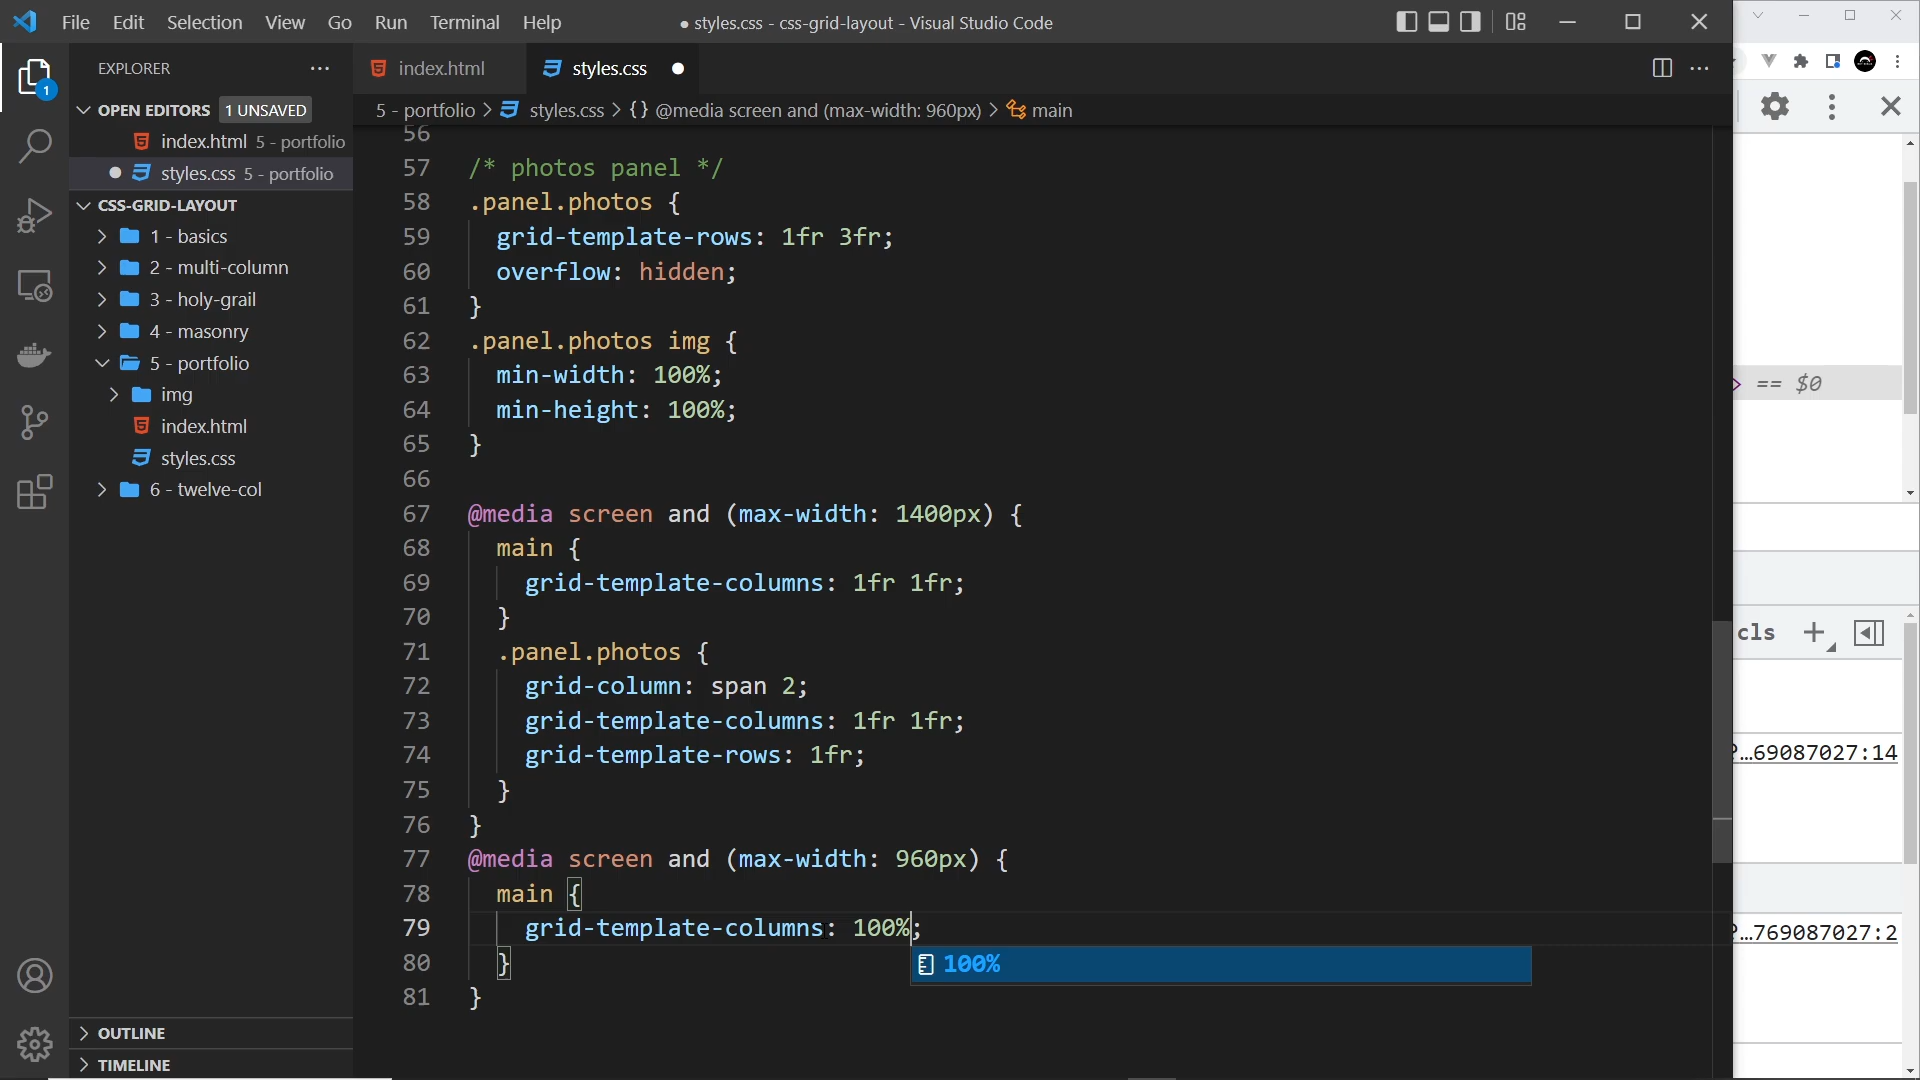 File Edit Selection View Go Run Terminal Help
● styles.css - css-grid-layout - Visual Studio Code
EXPLORER
OPEN EDITORS 1 UNSAVED
index.html 5 - portfolio
styles.css 5 - portfolio
CSS-GRID-LAYOUT
1 - basics
2 - multi-column
3 - holy-grail
4 - masonry
5 - portfolio
img
index.html
styles.css
6 - twelve-col
OUTLINE
TIMELINE
1
index.html
styles.css
5 - portfolio > styles.css > {} @media screen and (max-width: 960px) > main
56
57 /* photos panel */
58 .panel.photos {
59 grid-template-rows: 1fr 3fr;
60 overflow: hidden;
61 }
62 .panel.photos img {
63 min-width: 100%;
64 min-height: 100%;
65 }
66
67 @media screen and (max-width: 1400px) {
68 main {
69 grid-template-columns: 1fr 1fr;
70 }
71 .panel.photos {
72 grid-column: span 2;
73 grid-template-columns: 1fr 1fr;
74 grid-template-rows: 1fr;
75 }
76 }
77 @media screen and (max-width: 960px) {
78 main {
79 grid-template-columns: 100%;
100%
80 }
81 }
== $0
cls
?…69087027:14
?…769087027:2